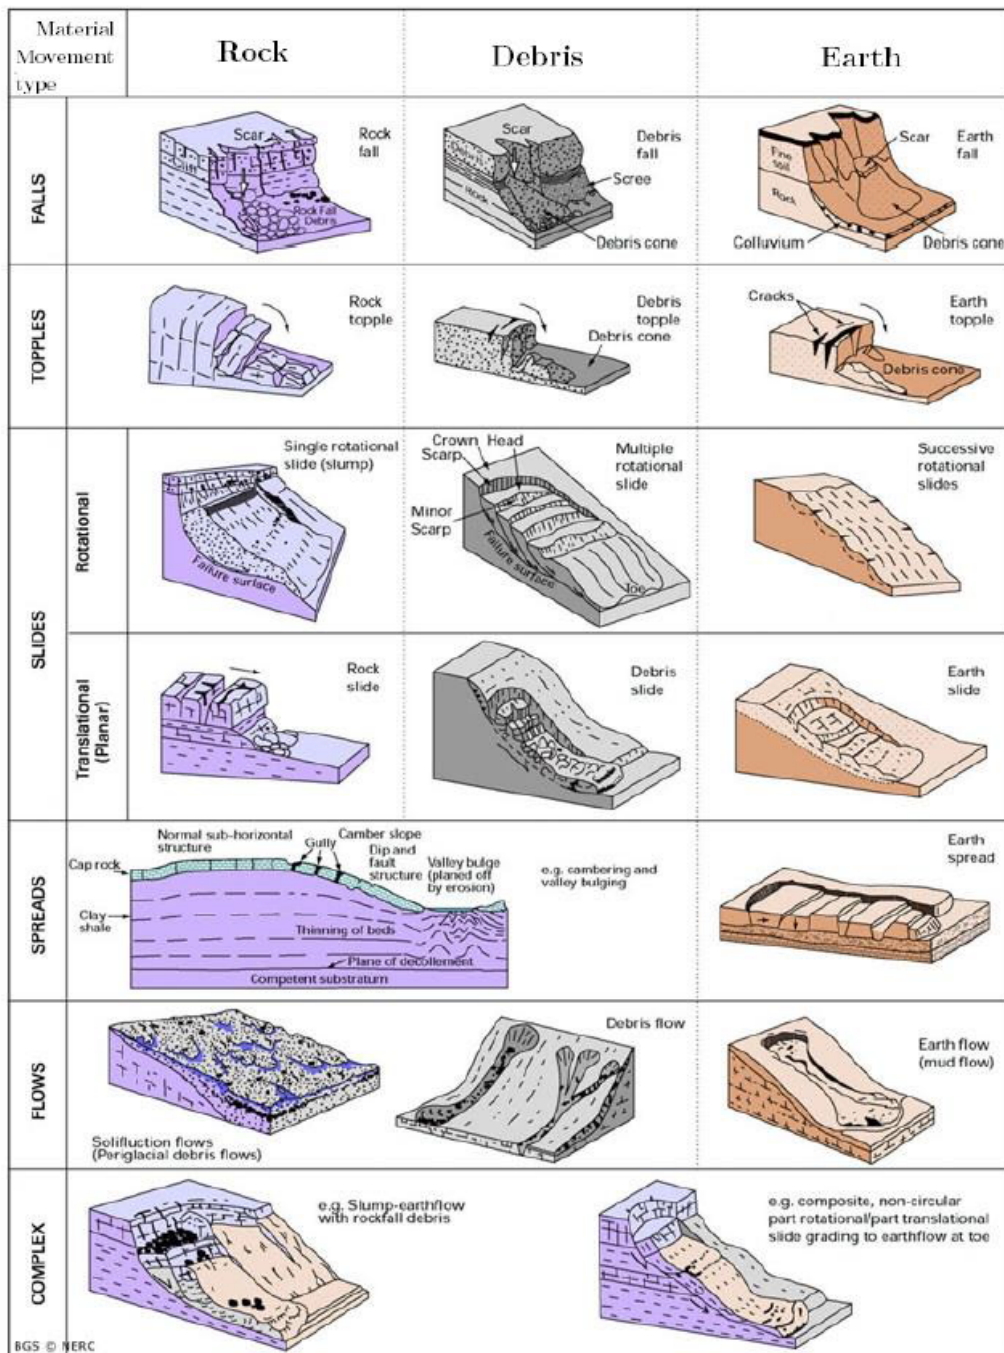 Material
Movement
type
Rock
Debris
Earth
FALLS
Scar
Rock
fall
Cliff
Rock Fall
Debris
Scar
Debris
fall
Debris
Scree
Rock
Debris cone
Scar
Earth
fall
Fine
soil
Rock
Colluvium
Debris cone
TOPPLES
Rock
topple
Debris
topple
Debris cone
Cracks
Earth
topple
Debris cone
SLIDES
Rotational
Single rotational
slide (slump)
Failure surface
Crown Head
Scarp
Minor
Scarp
Multiple
rotational
slide
Failure surface
Toe
Successive
rotational
slides
Translational
(Planar)
Rock
slide
Debris
slide
Earth
slide
SPREADS
Normal sub-horizontal
structure
Cap rock
Gully
Camber slope
Dip and
fault
structure
Valley bulge
(planed off
by erosion)
Clay
shale
Thinning of beds
Plane of decollement
Competent substratum
e.g. cambering and
valley bulging
Earth
spread
FLOWS
Solifluction flows
(Periglacial debris flows)
Debris flow
Earth flow
(mud flow)
COMPLEX
e.g. Slump-earthflow
with rockfall debris
e.g. composite, non-circular
part rotational/part translational
slide grading to earthflow at toe
BGS © NERC